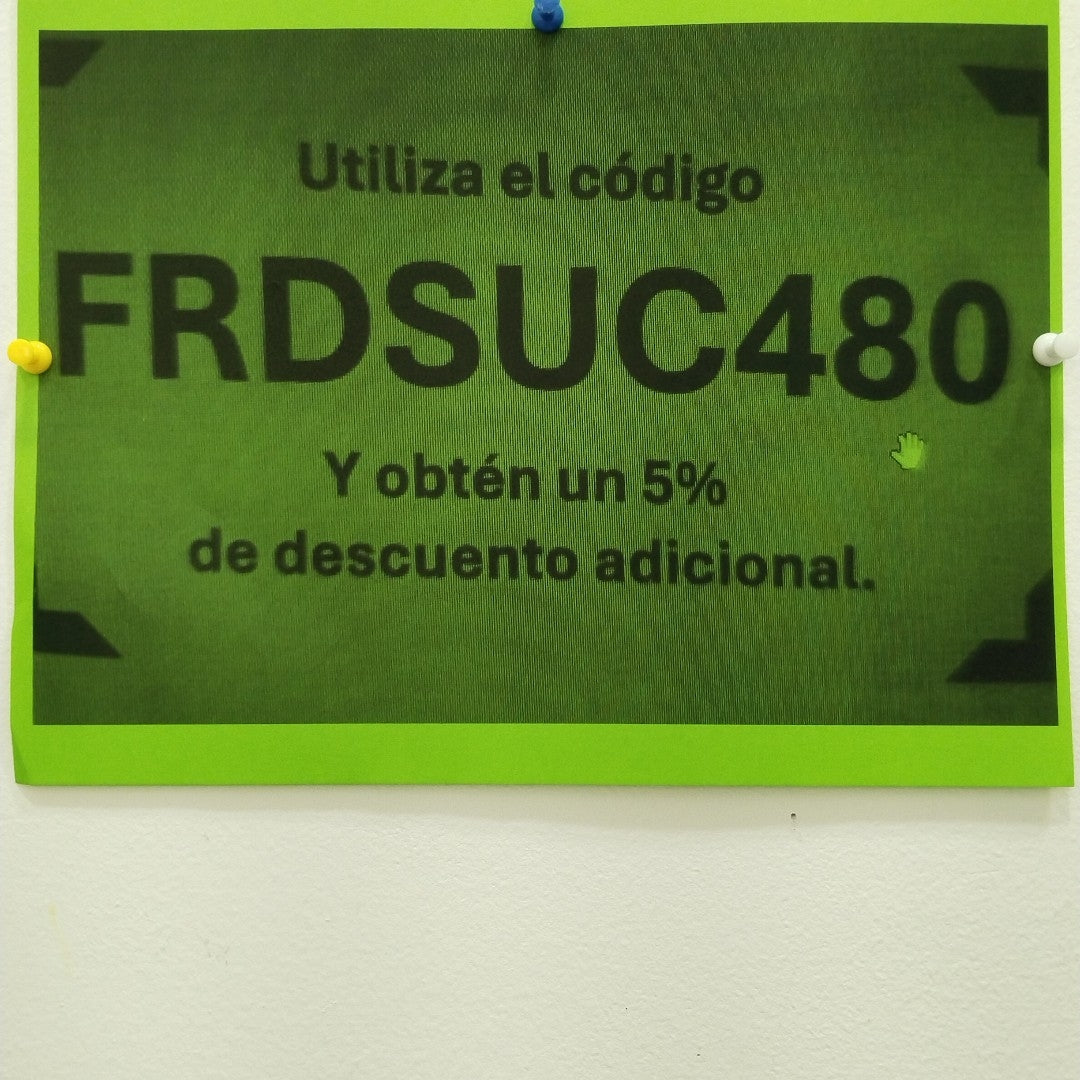 Utiliza el código
FRDSUC480
Y obtén un 5%
de descuento adicional.